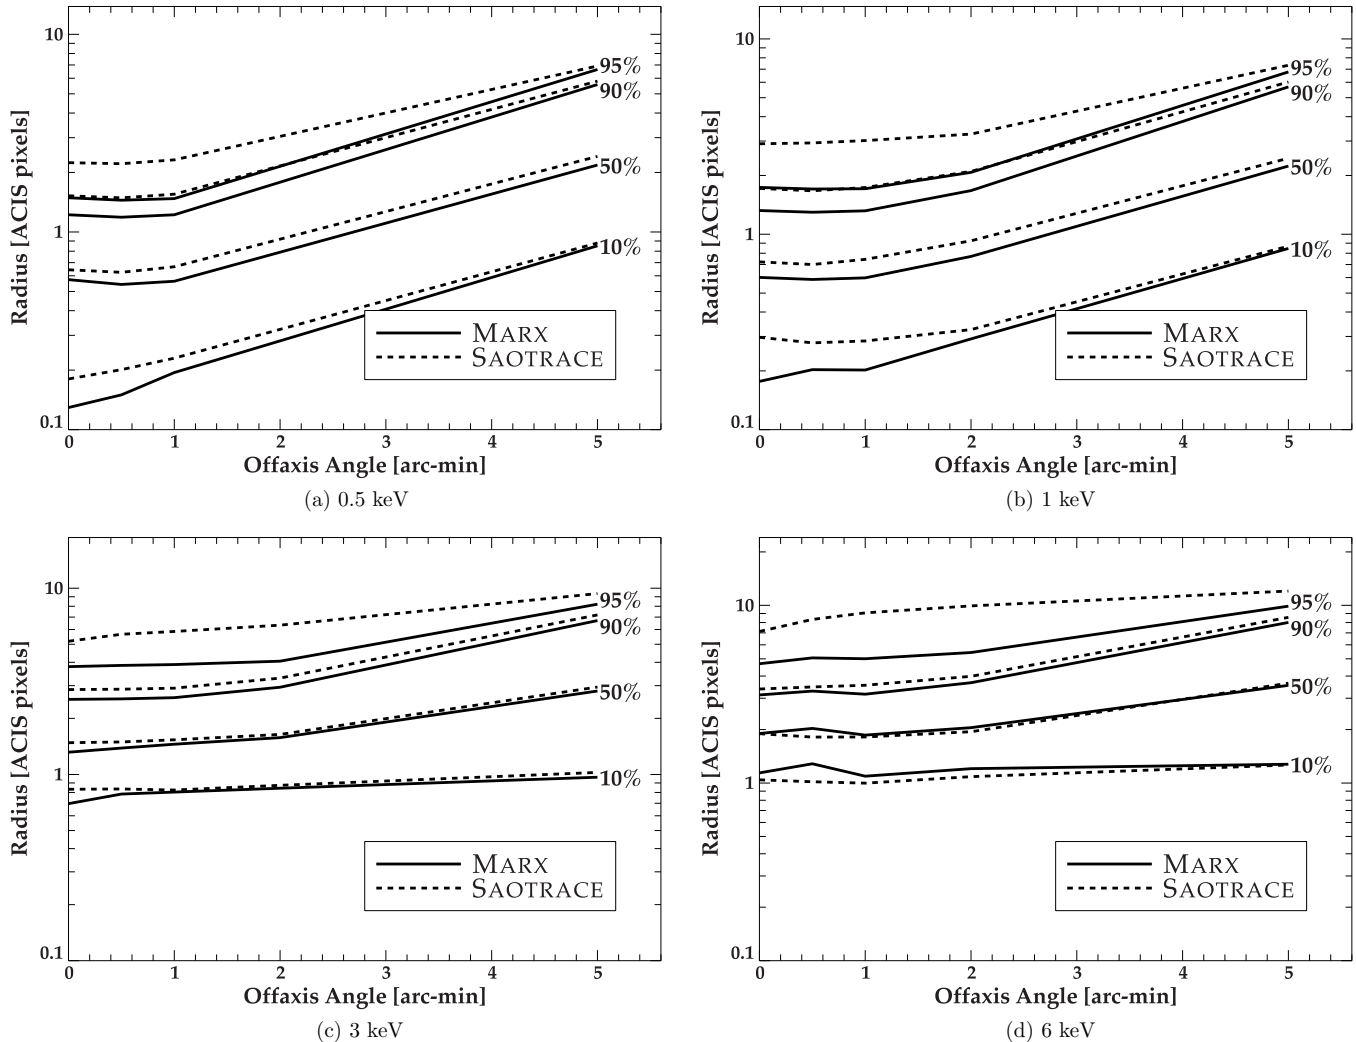 10
1
0.1
Radius [ACIS pixels]
95%
90%
50%
10%
MARX
SAOTRACE
0 1 2 3 4 5
Offaxis Angle [arc-min]
(a) 0.5 keV
10
1
0.1
Radius [ACIS pixels]
95%
90%
50%
10%
MARX
SAOTRACE
0 1 2 3 4 5
Offaxis Angle [arc-min]
(b) 1 keV
10
1
0.1
Radius [ACIS pixels]
95%
90%
50%
10%
MARX
SAOTRACE
0 1 2 3 4 5
Offaxis Angle [arc-min]
(c) 3 keV
10
1
0.1
Radius [ACIS pixels]
95%
90%
50%
10%
MARX
SAOTRACE
0 1 2 3 4 5
Offaxis Angle [arc-min]
(d) 6 keV